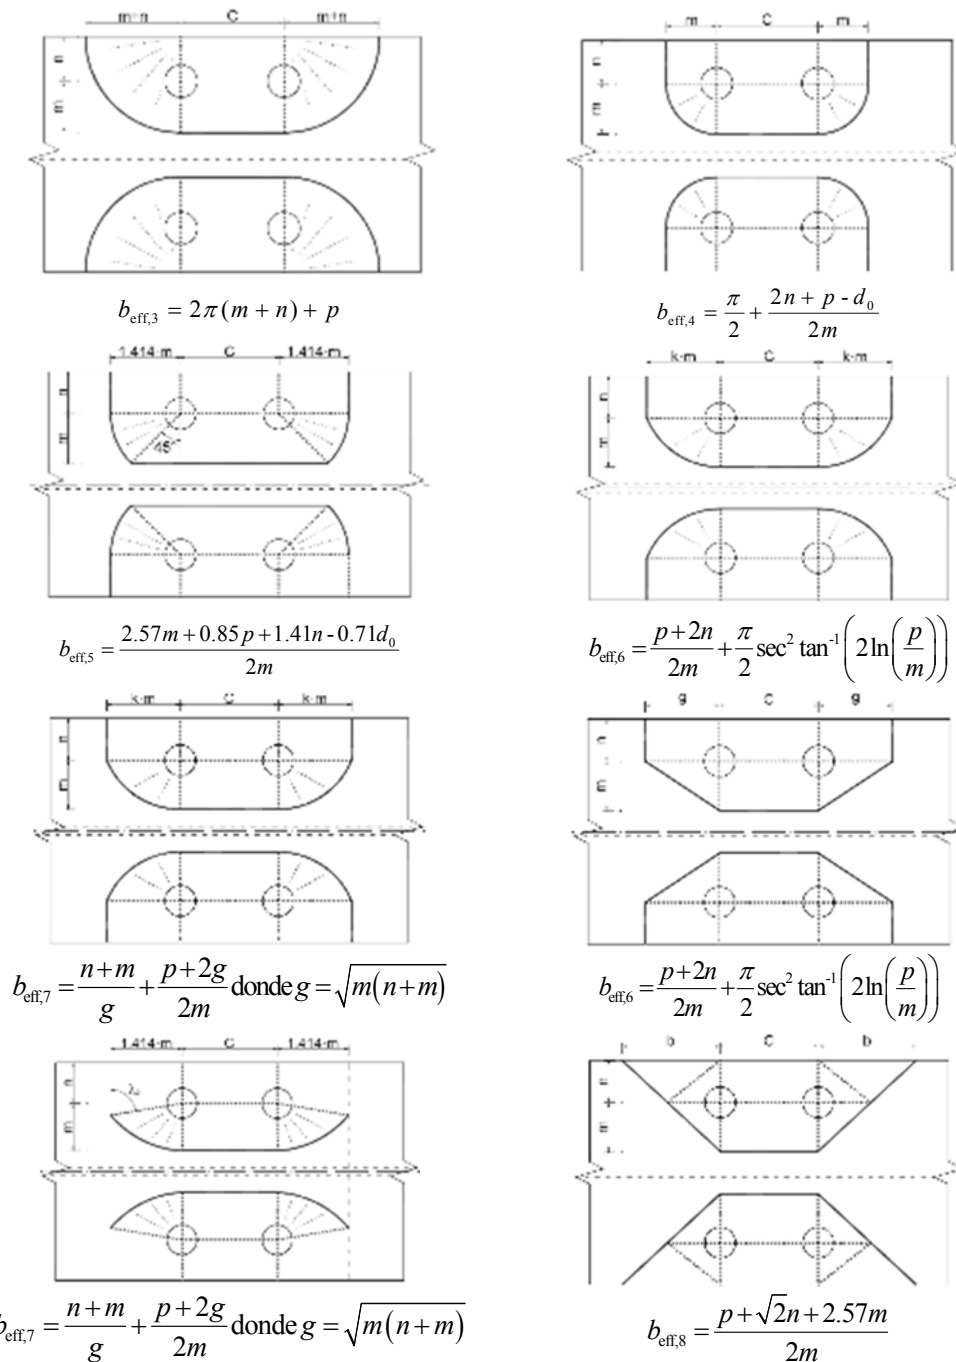 m+n C m+n
m C m
n
m
n
m
b_eff,3 = 2π(m + n) + p
b_eff,4 = π/2 + (2n + p - d_0)/(2m)
1.414·m C 1.414·m
k·m C k·m
n
m
45°
n
m
b_eff,5 = (2.57m + 0.85p + 1.41n - 0.71d_0)/(2m)
b_eff,6 = (p + 2n)/(2m) + π/2 sec² tan⁻¹(2ln(p/m))
k·m C k·m
g C g
n
m
n
m
b_eff,7 = (n + m)/g + (p + 2g)/(2m) donde g = √(m(n + m))
b_eff,6 = (p + 2n)/(2m) + π/2 sec² tan⁻¹(2ln(p/m))
1.414·m C 1.414·m
b C b
n
m
n
m
b_eff,7 = (n + m)/g + (p + 2g)/(2m) donde g = √(m(n + m))
b_eff,8 = (p + √2n + 2.57m)/(2m)